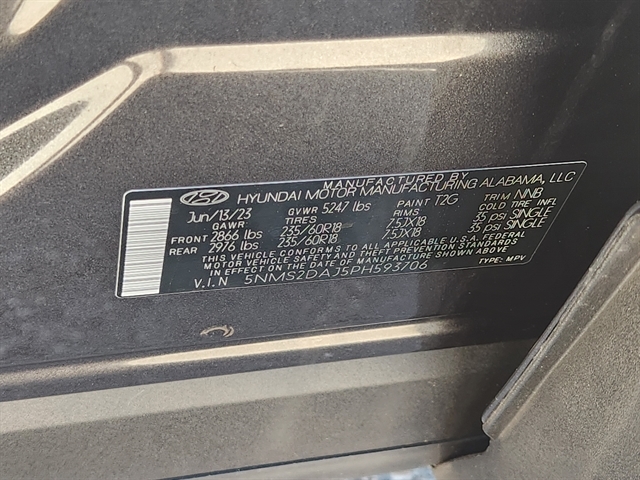 MANUFACTURED BY
HYUNDAI MOTOR MANUFACTURING ALABAMA, LLC
Jun/13/23 GVWR 5247 lbs PAINT T2G TRIM NNB
GAWR TIRES RIMS COLD TIRE INFL
FRONT 2866 lbs 235/60R18 7.5JX18 35 psi SINGLE
REAR 2976 lbs 235/60R18 7.5JX18 35 psi SINGLE
THIS VEHICLE CONFORMS TO ALL APPLICABLE U.S.A. FEDERAL
MOTOR VEHICLE SAFETY AND THEFT PREVENTION STANDARDS
IN EFFECT ON THE DATE OF MANUFACTURE SHOWN ABOVE.
V.I.N 5NMS2DAJ5PH593706 TYPE: MPV